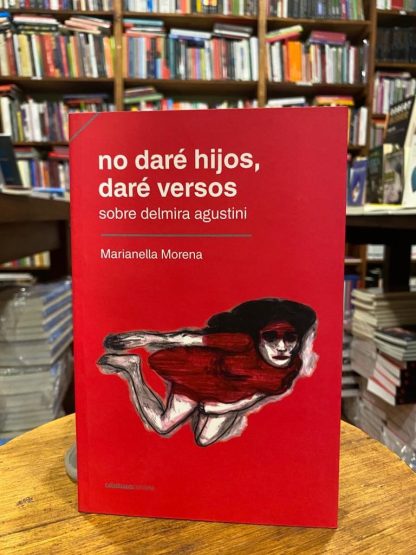 no daré hijos,
daré versos
sobre delmira agustini
Marianella Morena